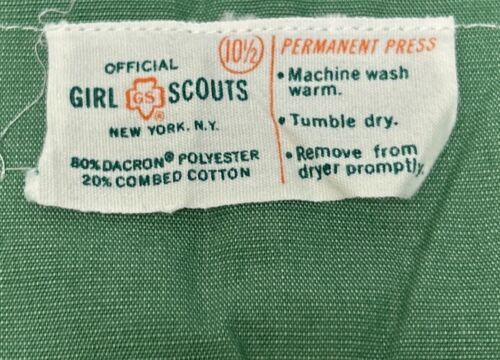 10½
OFFICIAL
GIRL GS SCOUTS
®
NEW YORK, N.Y.
80% DACRON® POLYESTER
20% COMBED COTTON
PERMANENT PRESS
• Machine wash
warm.
• Tumble dry.
• Remove from
dryer promptly.